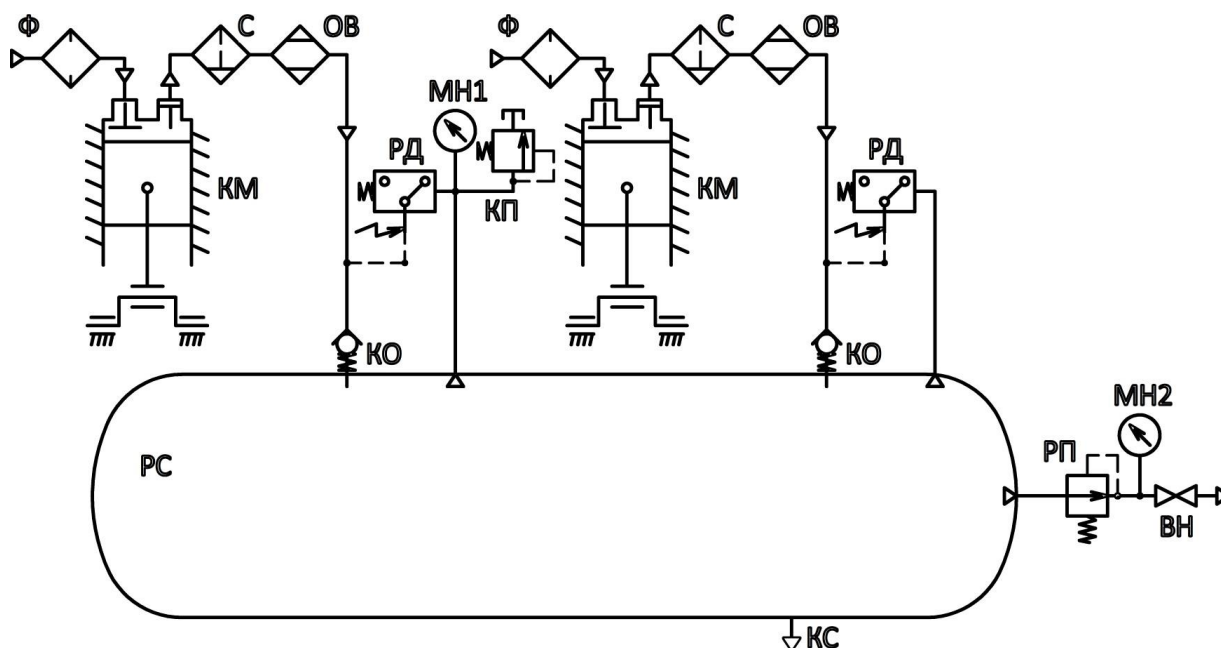 Ф С ОВ Ф С ОВ
МН1
РД РД
КМ КП КМ
КО КО
МН2
РС РП
ВН
КС